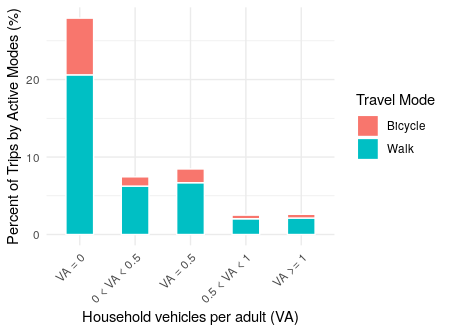 Percent of Trips by Active Modes (%)
20
10
0
VA = 0
0 < VA < 0.5
VA = 0.5
0.5 < VA < 1
VA >= 1
Household vehicles per adult (VA)
Travel Mode
Bicycle
Walk